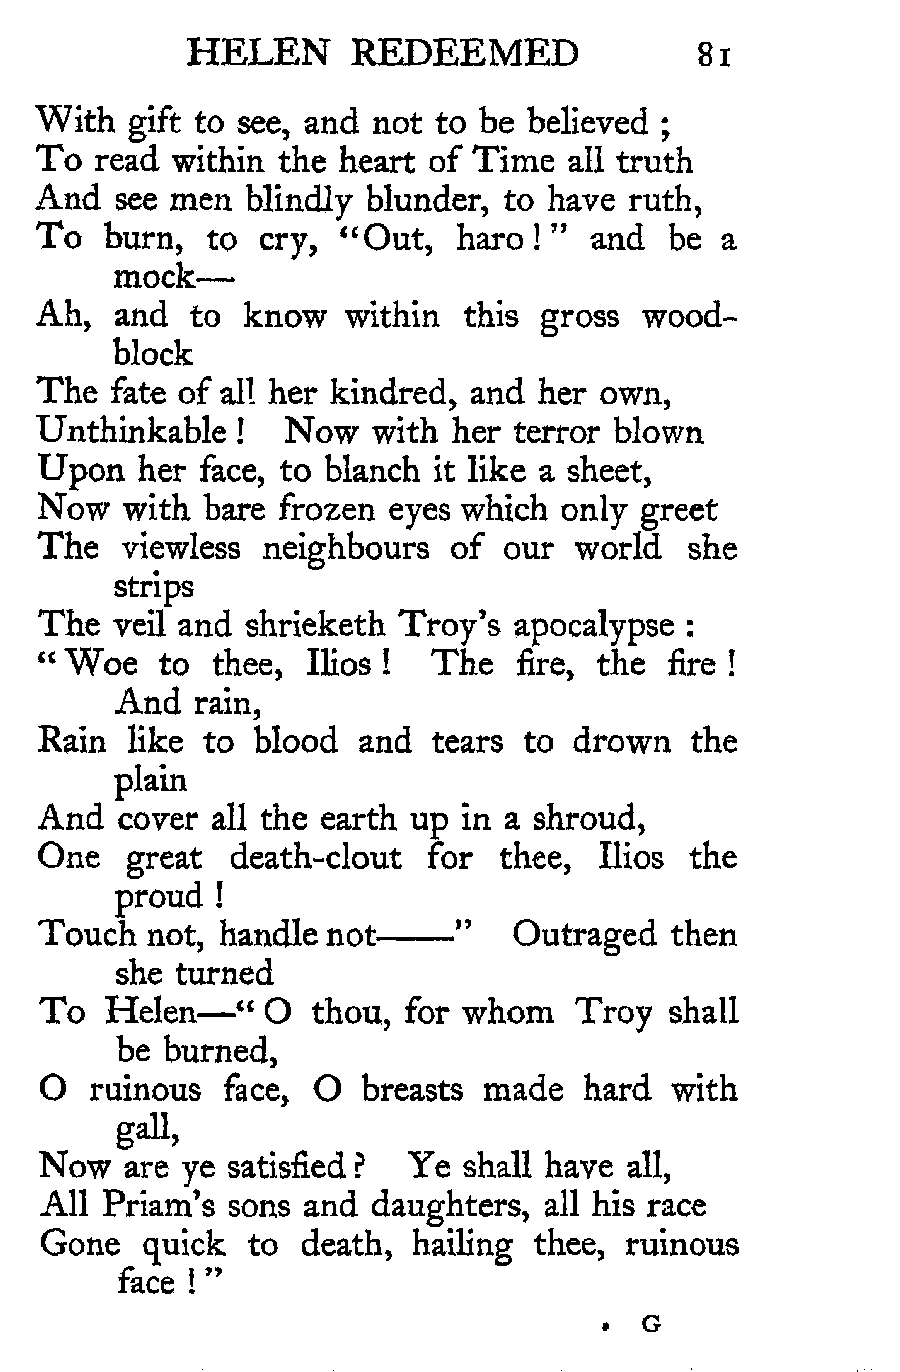 HELEN REDEEMED 81
With gift to see, and not to be believed ;
To read within the heart of Time all truth
And see men blindly blunder, to have ruth,
To burn, to cry, “Out, haro! ” and be a
mock—
Ah, and to know within this gross wood-
block
The fate of all her kindred, and her own,
Unthinkable ! Now with her terror blown
Upon her face, to blanch it like a sheet,
Now with bare frozen eyes which only greet
The viewless neighbours of our world she
strips
The veil and shrieketh Troy’s apocalypse :
“ Woe to thee, Ilios ! The fire, the fire !
And rain,
Rain like to blood and tears to drown the
plain
And cover all the earth up in a shroud,
One great death-clout for thee, Ilios the
proud !
Touch not, handle not——” Outraged then
she turned
To Helen—“ O thou, for whom Troy shall
be burned,
O ruinous face, O breasts made hard with
gall,
Now are ye satisfied ? Ye shall have all,
All Priam’s sons and daughters, all his race
Gone quick to death, hailing thee, ruinous
face ! ”
G